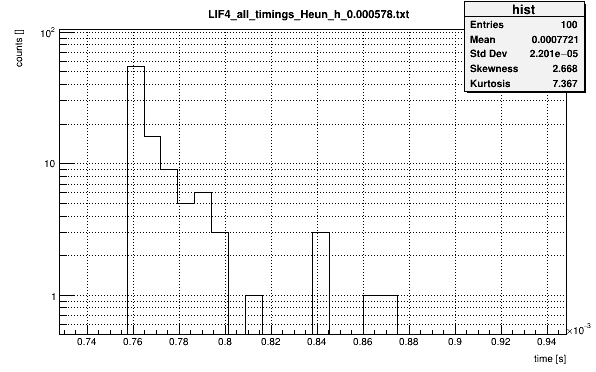 LIF4_all_timings_Heun_h_0.000578.txt
hist
Entries 100
Mean 0.0007721
Std Dev 2.201e−05
Skewness 2.668
Kurtosis 7.367
counts []
10²
10
1
0.74 0.76 0.78 0.8 0.82 0.84 0.86 0.88 0.9 0.92 0.94
×10⁻³
time [s]